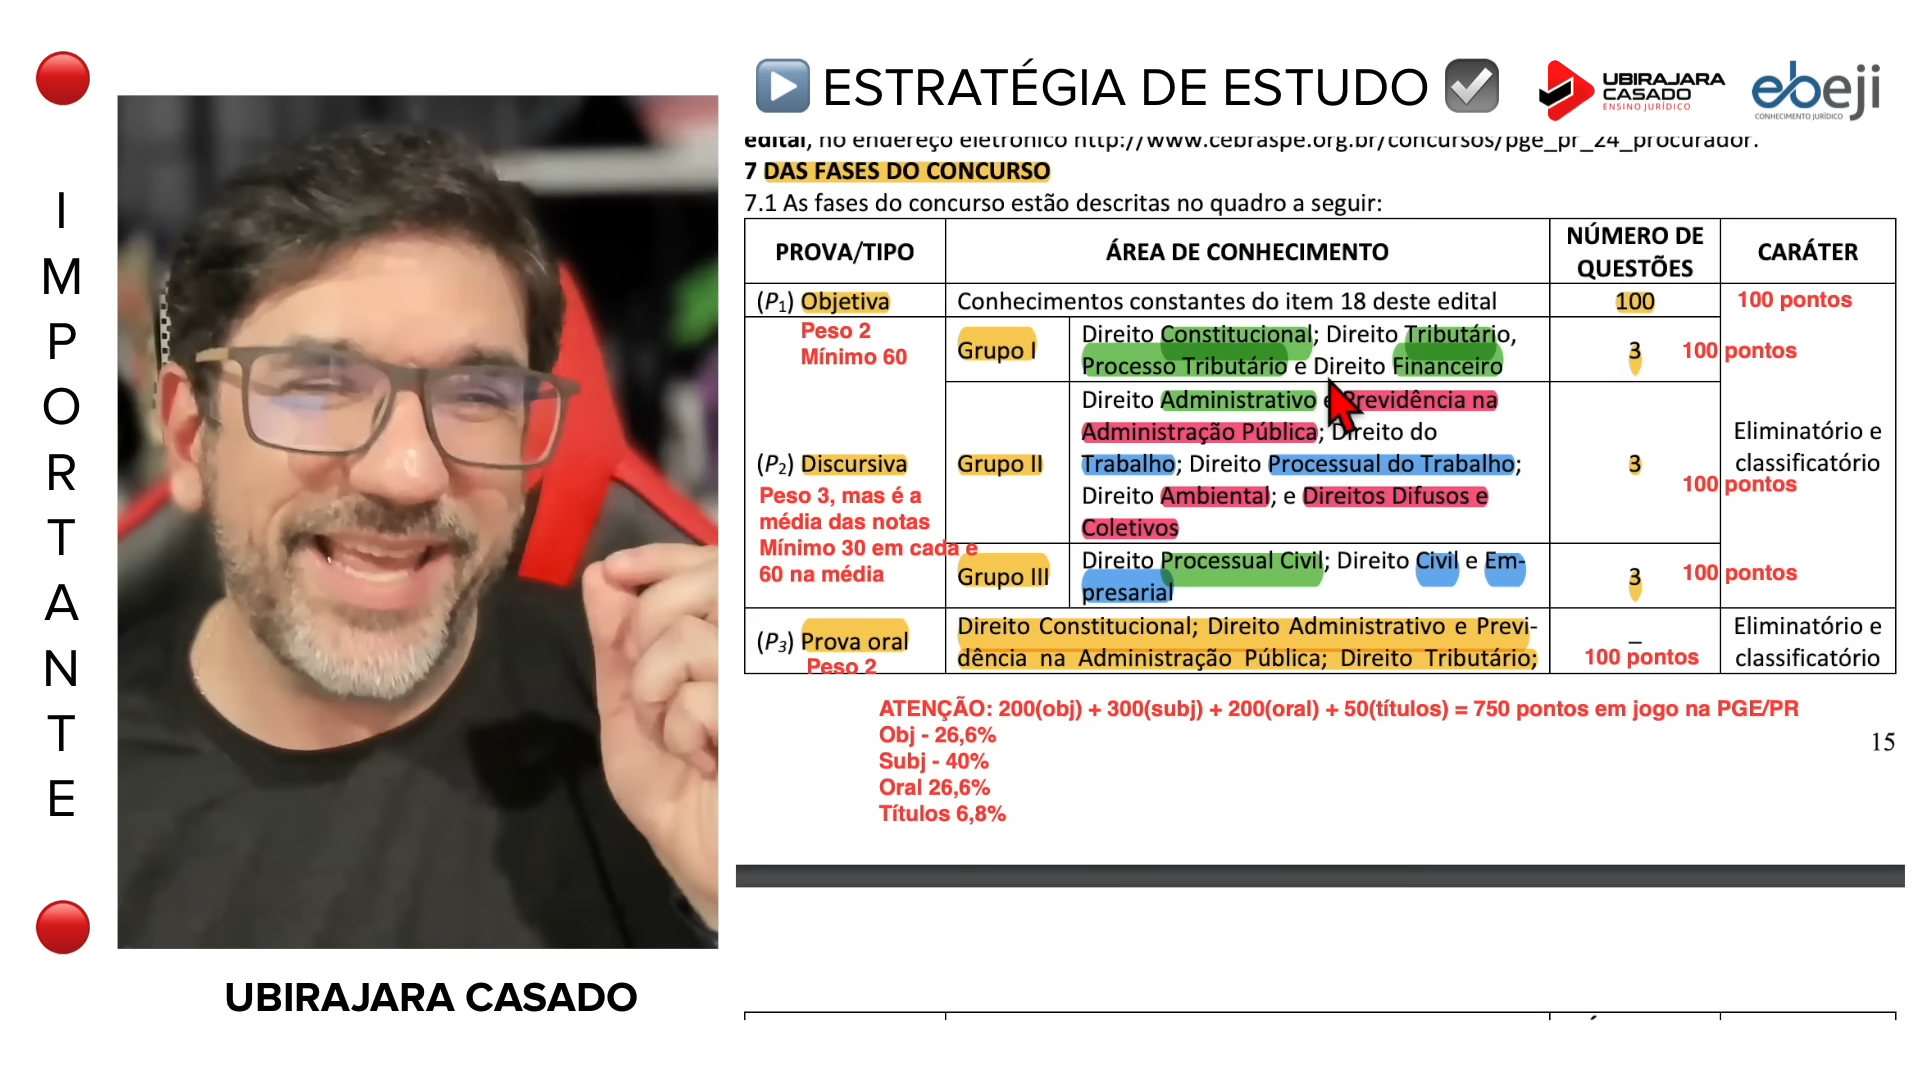 IMPORTANTE
ESTRATÉGIA DE ESTUDO
UBIRAJARA
CASADO
ENSINO JURÍDICO
ebeji
CONHECIMENTO JURÍDICO
edital, no endereço eletrônico http://www.cebraspe.org.br/concursos/pge_pr_24_procurador.
7 DAS FASES DO CONCURSO
7.1 As fases do concurso estão descritas no quadro a seguir:
PROVA/TIPO
ÁREA DE CONHECIMENTO
NÚMERO DE
QUESTÕES
CARÁTER
(P1) Objetiva
Conhecimentos constantes do item 18 deste edital
100
100 pontos
Peso 2
Mínimo 60
Grupo I
Direito Constitucional; Direito Tributário,
Processo Tributário e Direito Financeiro
3
100 pontos
(P2) Discursiva
Peso 3, mas é a
média das notas
Mínimo 30 em cada e
60 na média
Grupo II
Direito Administrativo e Previdência na
Administração Pública; Direito do
Trabalho; Direito Processual do Trabalho;
Direito Ambiental; e Direitos Difusos e
Coletivos
3
100 pontos
Eliminatório e
classificatório
Grupo III
Direito Processual Civil; Direito Civil e Em-
presarial
3
100 pontos
(P3) Prova oral
Peso 2
Direito Constitucional; Direito Administrativo e Previ-
dência na Administração Pública; Direito Tributário;
–
100 pontos
Eliminatório e
classificatório
ATENÇÃO: 200(obj) + 300(subj) + 200(oral) + 50(títulos) = 750 pontos em jogo na PGE/PR
Obj - 26,6%
Subj - 40%
Oral 26,6%
Títulos 6,8%
15
UBIRAJARA CASADO